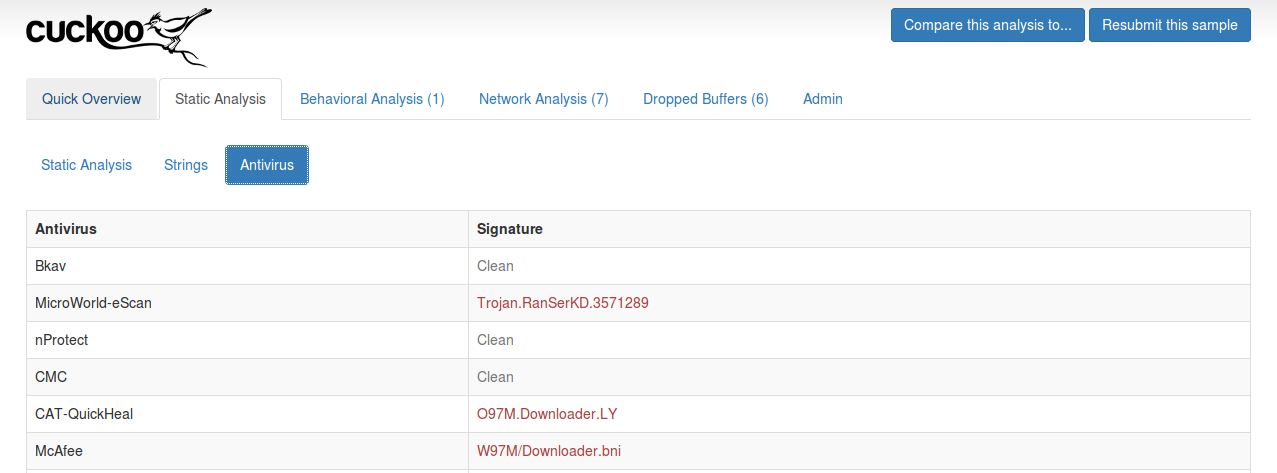 cuckoo
Compare this analysis to... Resubmit this sample
Quick Overview Static Analysis Behavioral Analysis (1) Network Analysis (7) Dropped Buffers (6) Admin
Static Analysis Strings Antivirus
Antivirus Signature
Bkav Clean
MicroWorld-eScan Trojan.RanSerKD.3571289
nProtect Clean
CMC Clean
CAT-QuickHeal O97M.Downloader.LY
McAfee W97M/Downloader.bni